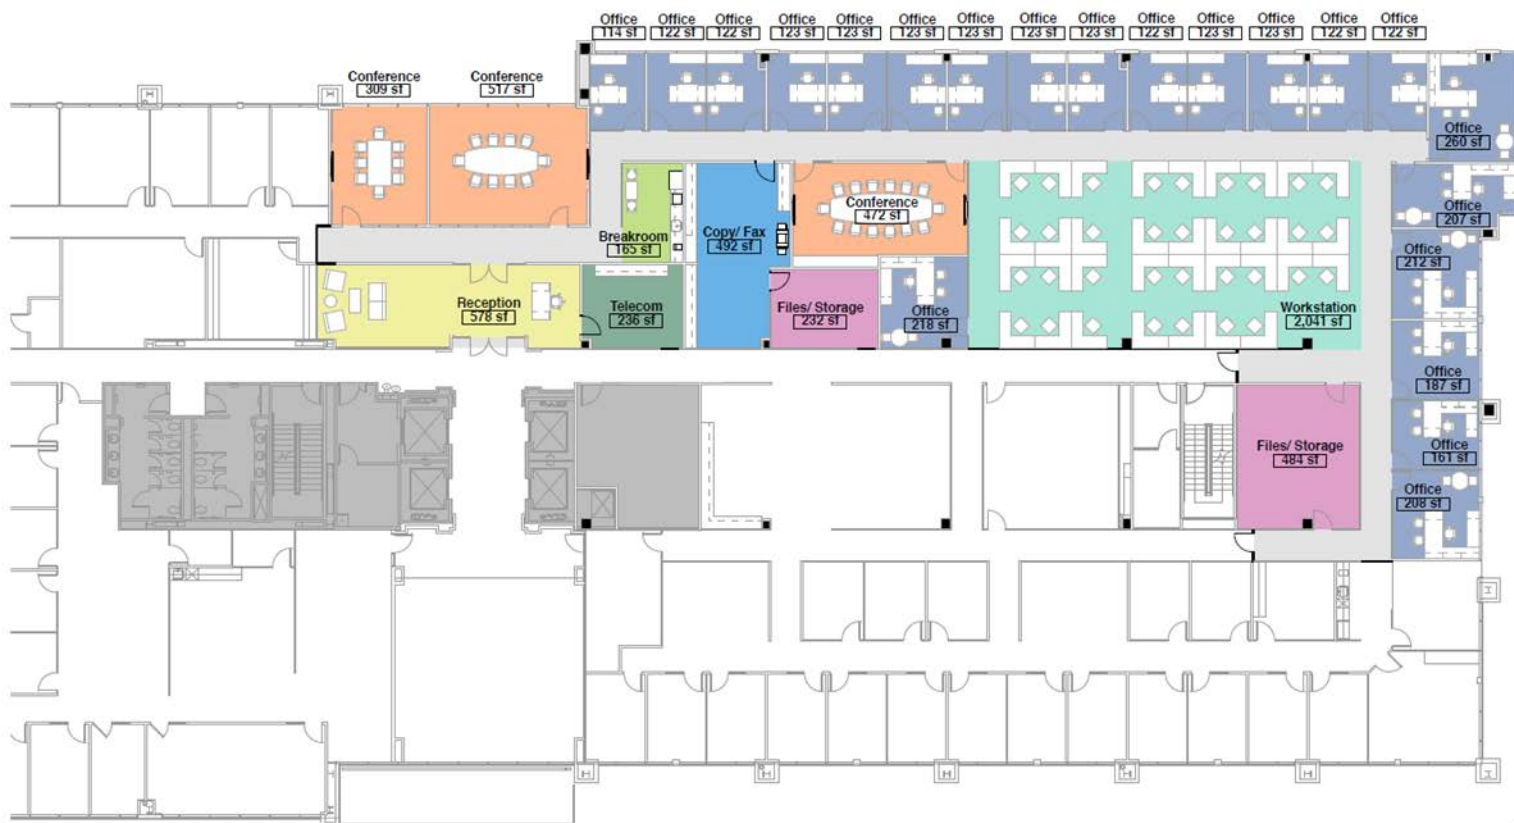 Office
114 sf
Office
122 sf
Office
122 sf
Office
123 sf
Office
123 sf
Office
123 sf
Office
123 sf
Office
123 sf
Office
123 sf
Office
122 sf
Office
123 sf
Office
123 sf
Office
122 sf
Office
122 sf
Conference
309 sf
Conference
517 sf
Office
260 sf
Office
207 sf
Conference
472 sf
Breakroom
165 sf
Copy/ Fax
492 sf
Office
212 sf
Reception
578 sf
Telecom
236 sf
Files/ Storage
232 sf
Office
218 sf
Workstation
2,041 sf
Office
187 sf
Files/ Storage
484 sf
Office
161 sf
Office
208 sf